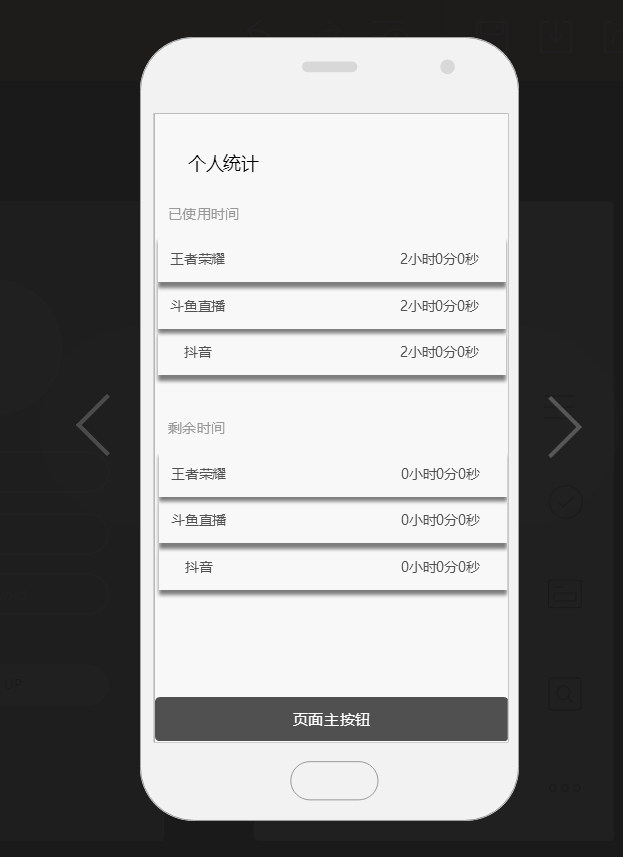 个人统计
已使用时间
王者荣耀 2小时0分0秒
斗鱼直播 2小时0分0秒
抖音 2小时0分0秒
剩余时间
王者荣耀 0小时0分0秒
斗鱼直播 0小时0分0秒
抖音 0小时0分0秒
页面主按钮
UP